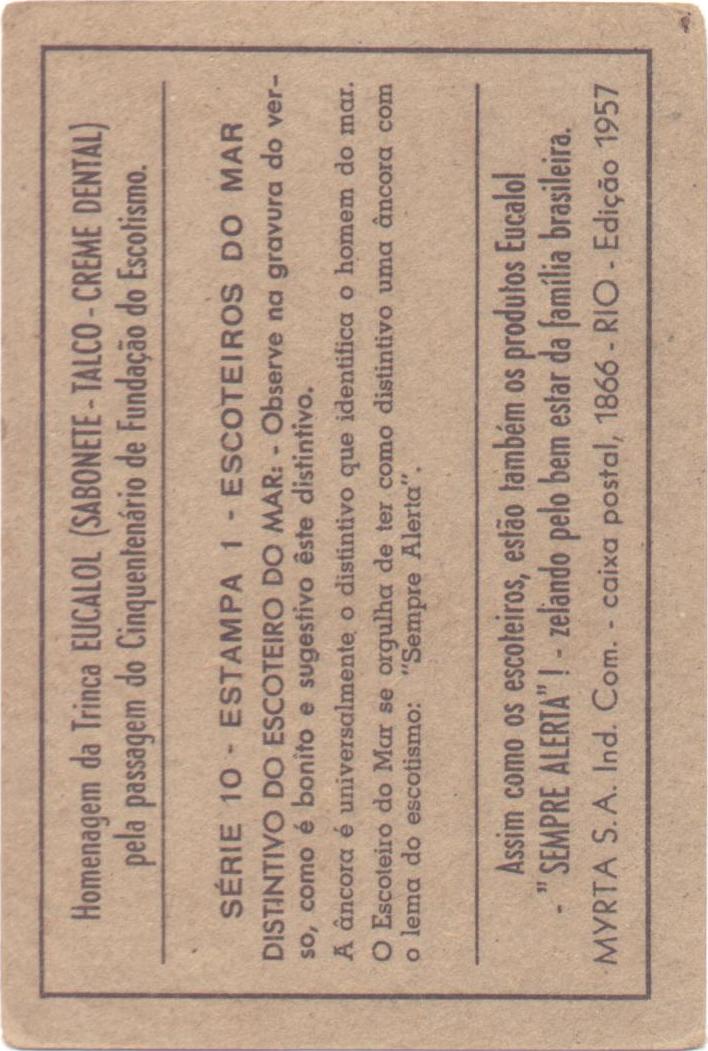 Homenagem da Trinca EUCALOL (SABONETE - TALCO - CREME DENTAL)
pela passagem do Cinquentenário de Fundação do Escotismo.
SÉRIE 10 - ESTAMPA 1 - ESCOTEIROS DO MAR
DISTINTIVO DO ESCOTEIRO DO MAR: - Observe na gravura do ver-
so, como é bonito e sugestivo êste distintivo.
A âncora é universalmente o distintivo que identifica o homem do mar.
O Escoteiro do Mar se orgulha de ter como distintivo uma âncora com
o lema do escotismo: "Sempre Alerta".
Assim como os escoteiros, estão também os produtos Eucalol
- "SEMPRE ALERTA" ! - zelando pelo bem estar da família brasileira.
MYRTA S.A. Ind. Com. - caixa postal, 1866 - RIO - Edição 1957